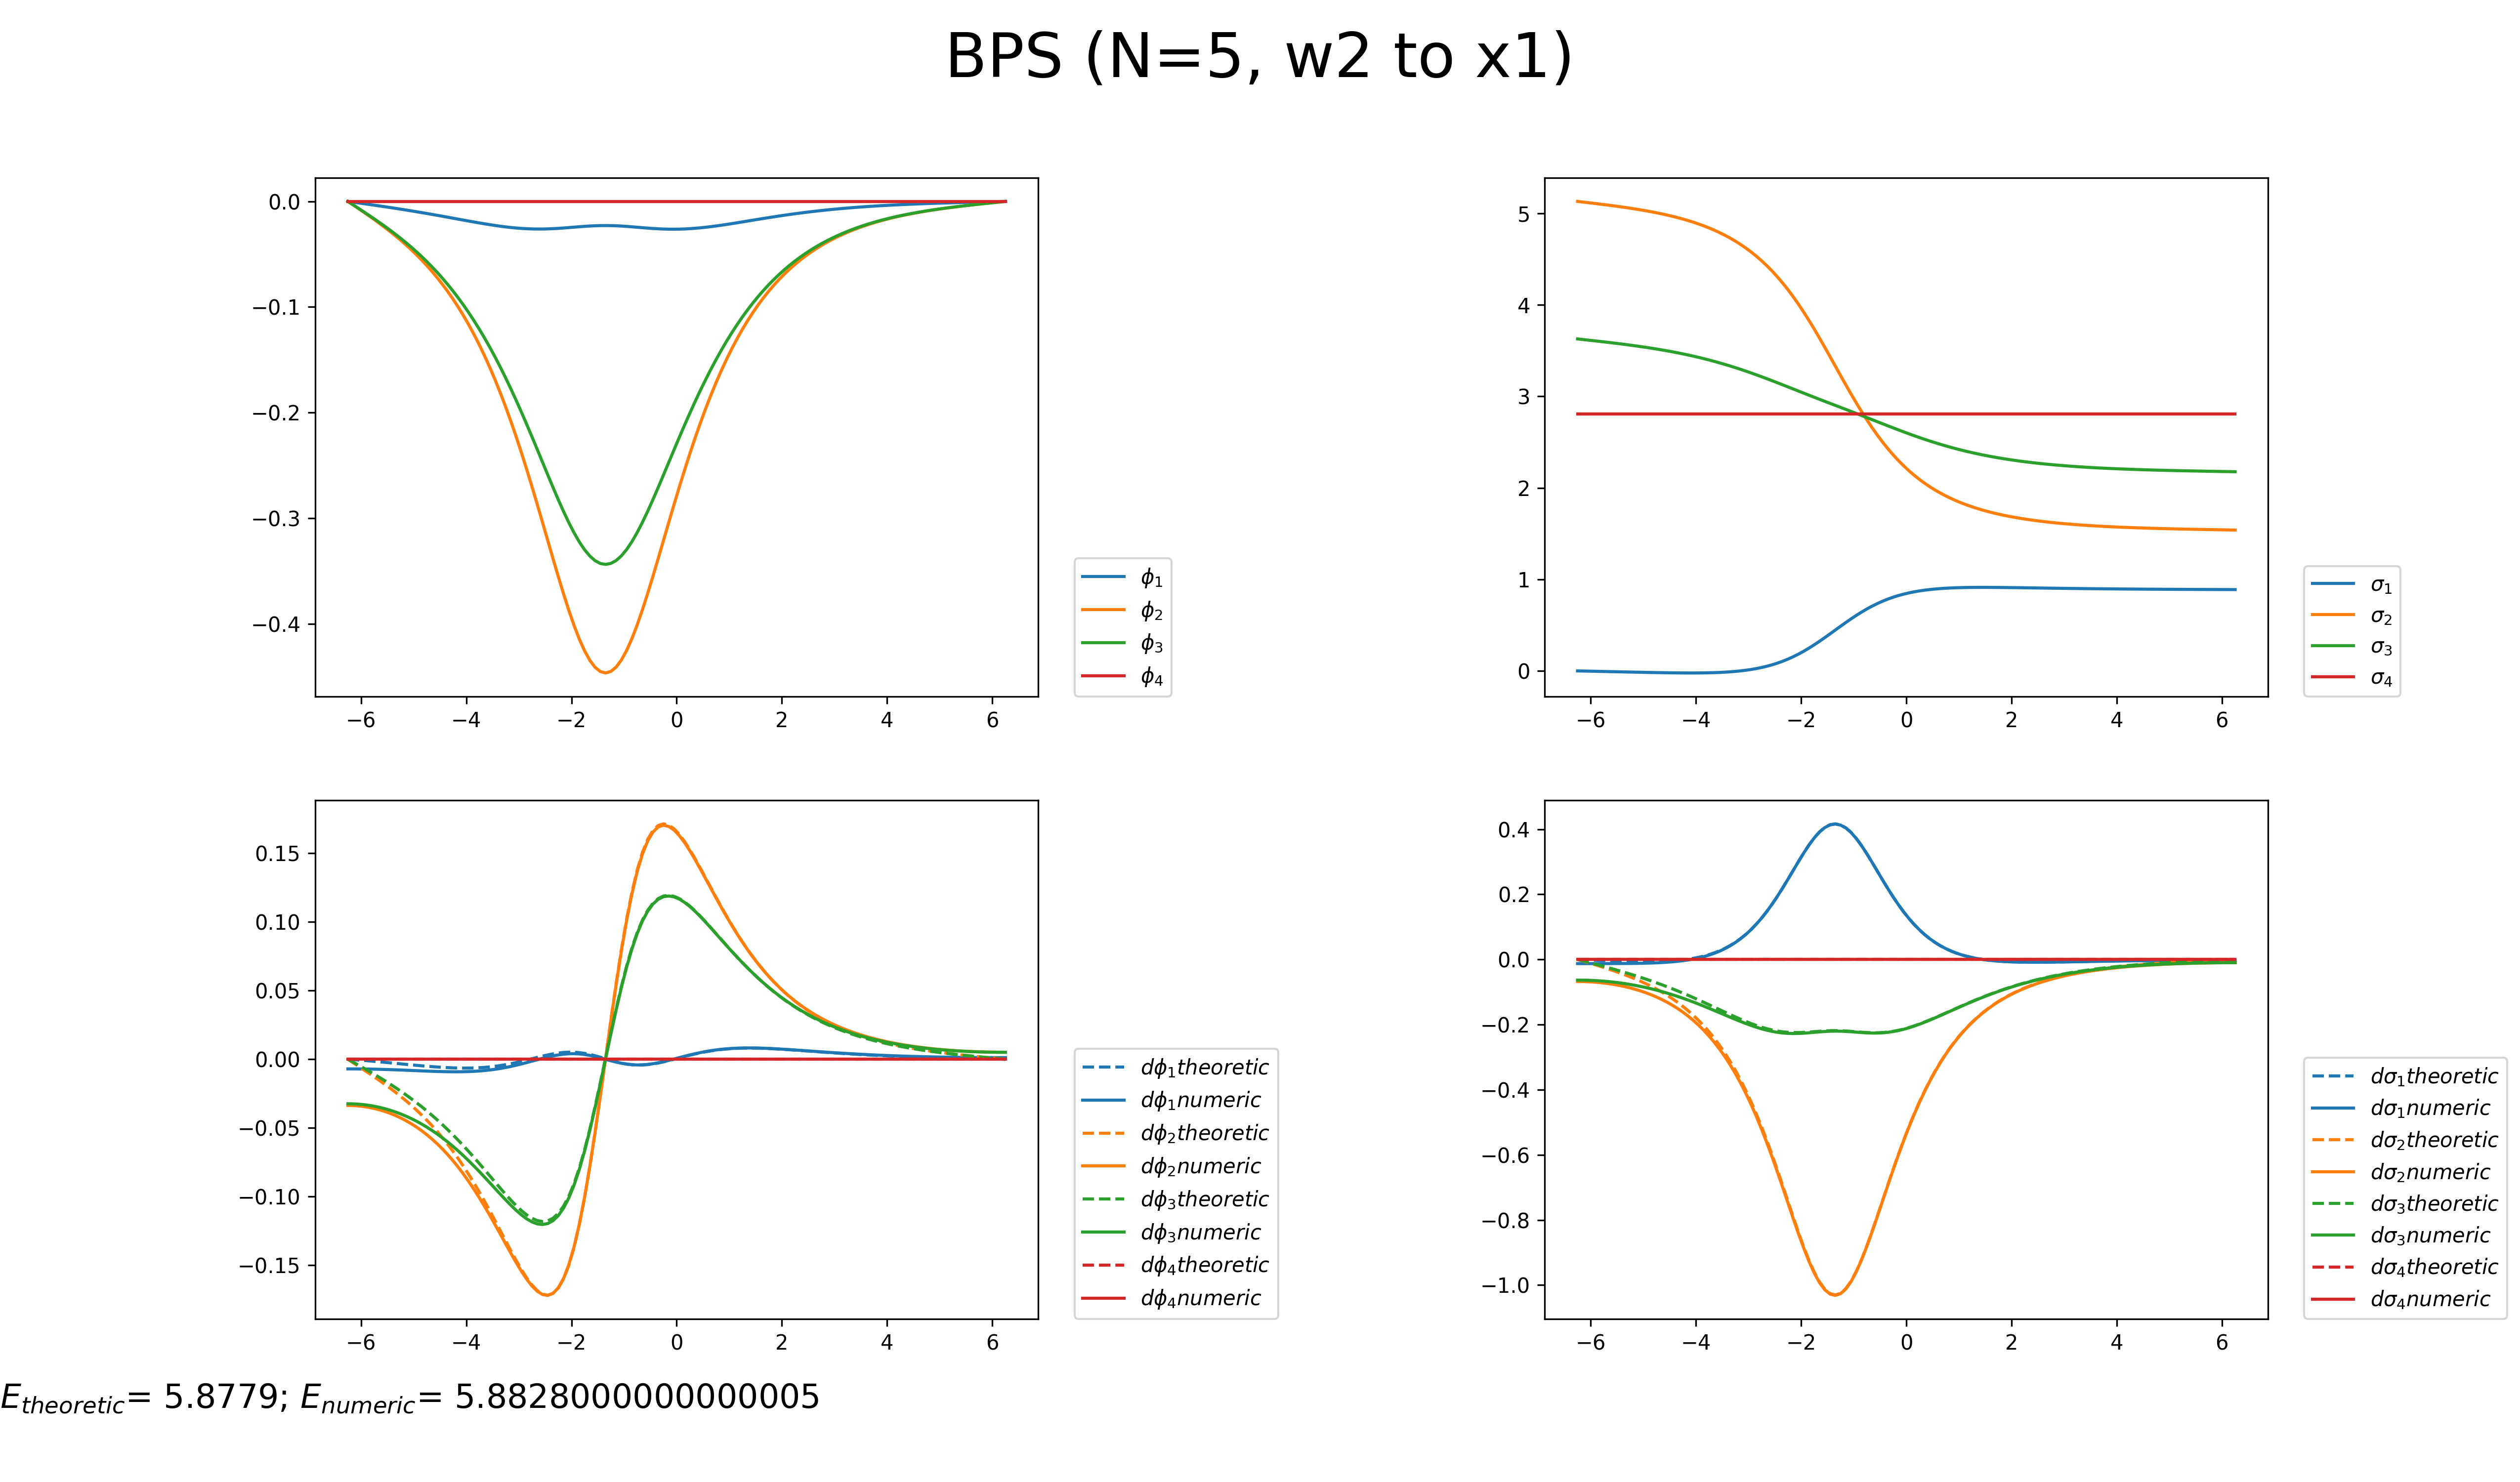 BPS (N=5, w2 to x1)
0.0
−0.1
−0.2
−0.3
−0.4
−6 −4 −2 0 2 4 6
ϕ₁
ϕ₂
ϕ₃
ϕ₄
5
4
3
2
1
0
−6 −4 −2 0 2 4 6
σ₁
σ₂
σ₃
σ₄
0.15
0.10
0.05
0.00
−0.05
−0.10
−0.15
−6 −4 −2 0 2 4 6
dϕ₁theoretic
dϕ₁numeric
dϕ₂theoretic
dϕ₂numeric
dϕ₃theoretic
dϕ₃numeric
dϕ₄theoretic
dϕ₄numeric
0.4
0.2
0.0
−0.2
−0.4
−0.6
−0.8
−1.0
−6 −4 −2 0 2 4 6
dσ₁theoretic
dσ₁numeric
dσ₂theoretic
dσ₂numeric
dσ₃theoretic
dσ₃numeric
dσ₄theoretic
dσ₄numeric
E_theoretic= 5.8779; E_numeric= 5.882800000000005